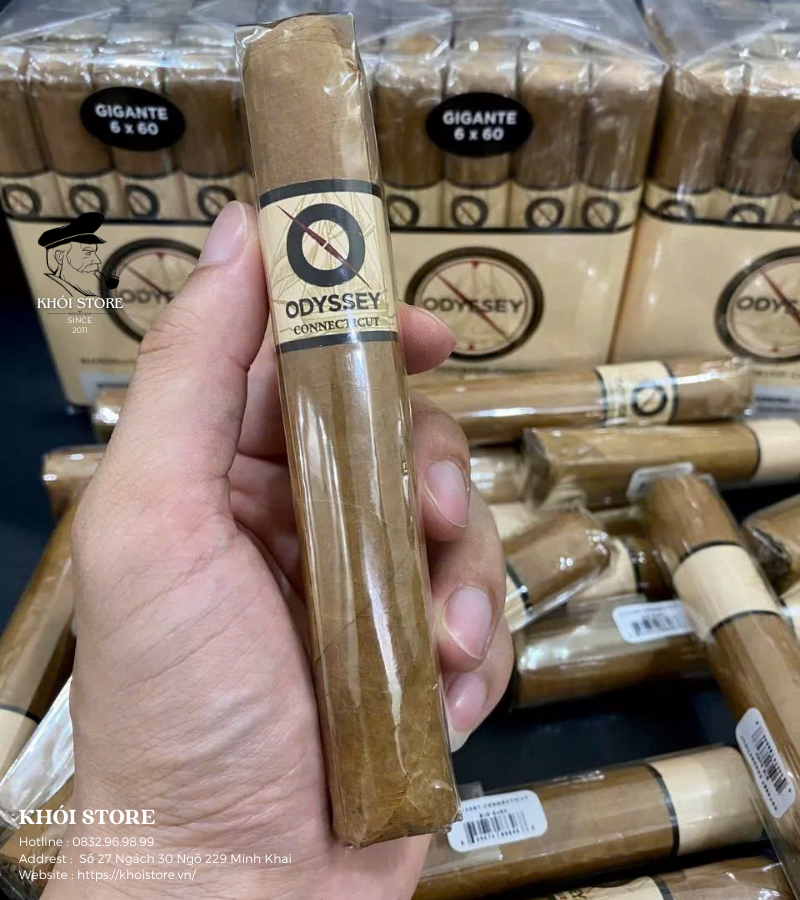 GIGANTE
6 x 60
GIGANTE
6 x 60
ODYSSEY
CONNECTICUT
KHÓI STORE
SINCE
2011
ODYSSEY
ODYSSEY
KHÓI STORE
Hotline : 0832.96.98.99
Addrest : Số 27 Ngách 30 Ngõ 229 Minh Khai
Website : https://khoistore.vn/